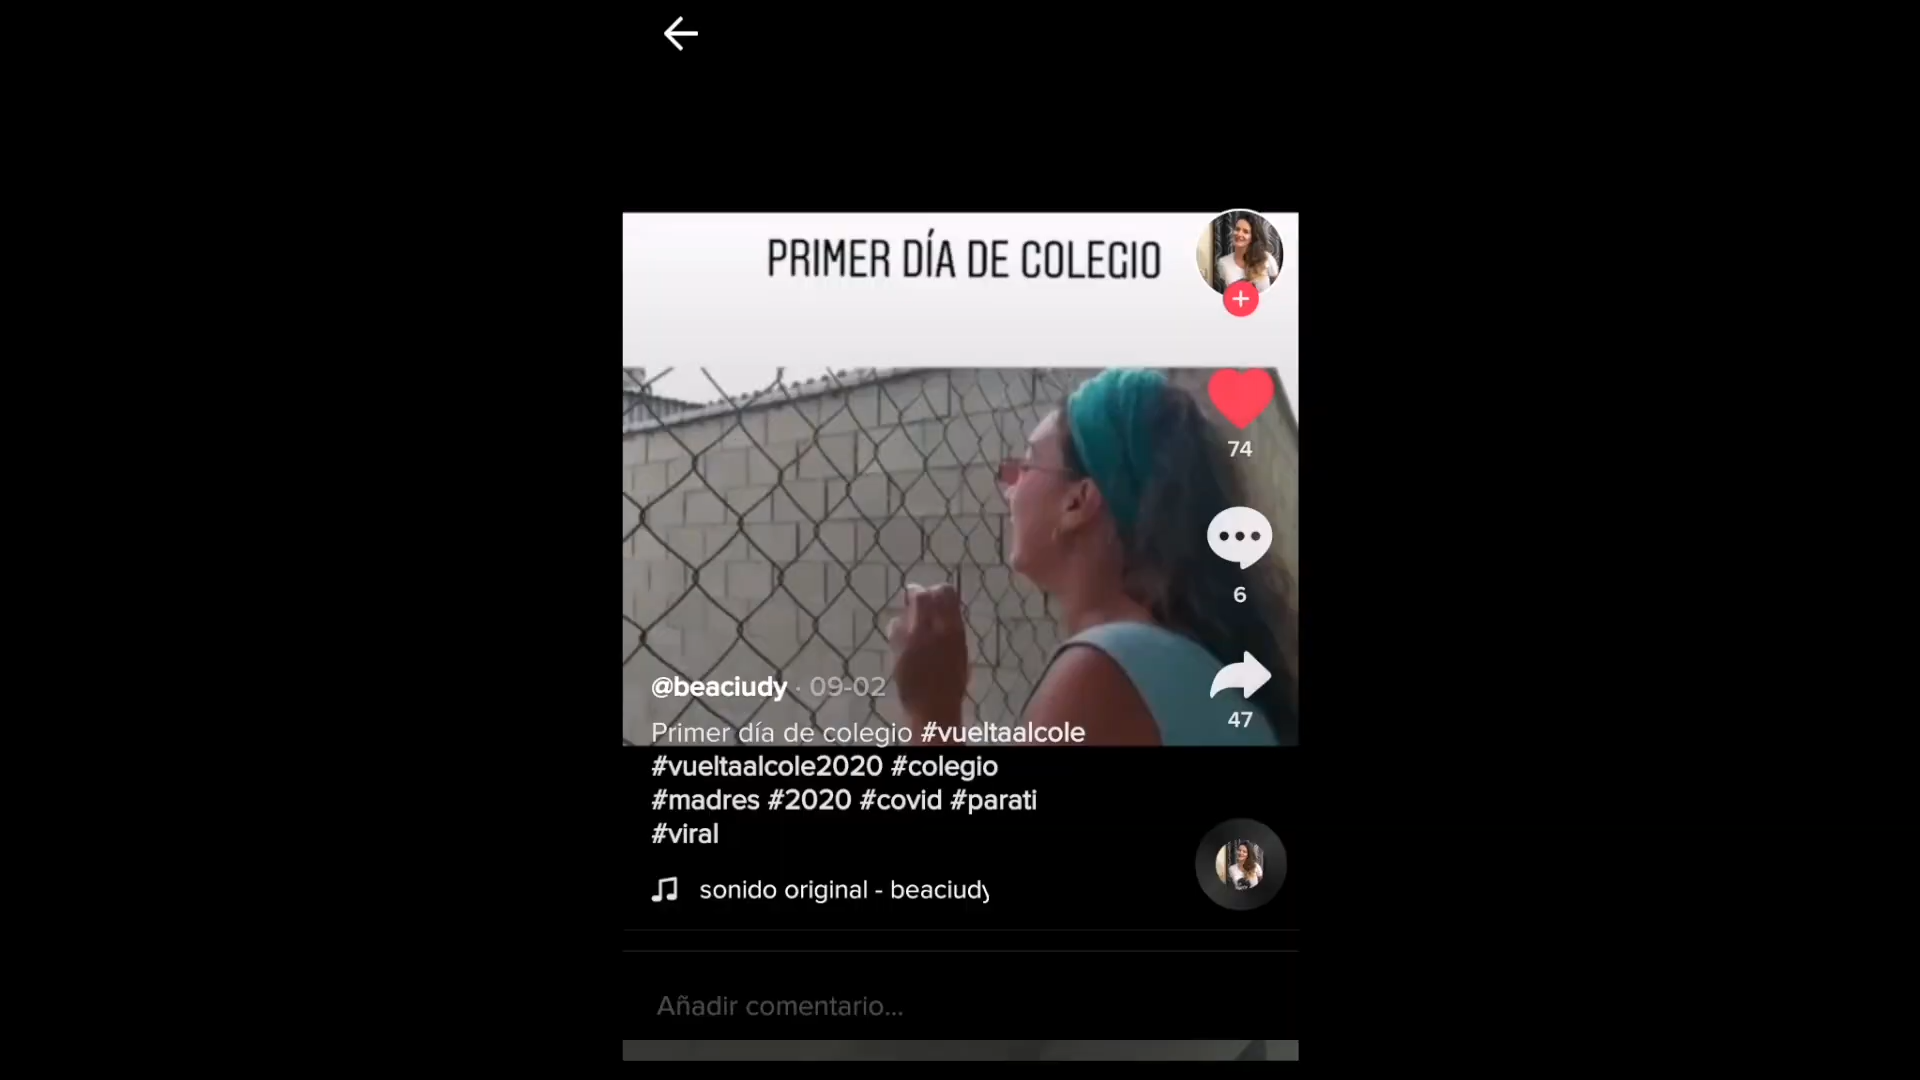 PRIMER DÍA DE COLEGIO
74
6
47
@beaciudy · 09-02
Primer día de colegio #vueltaalcole
#vueltaalcole2020 #colegio
#madres #2020 #covid #parati
#viral
sonido original - beaciudy
Añadir comentario...